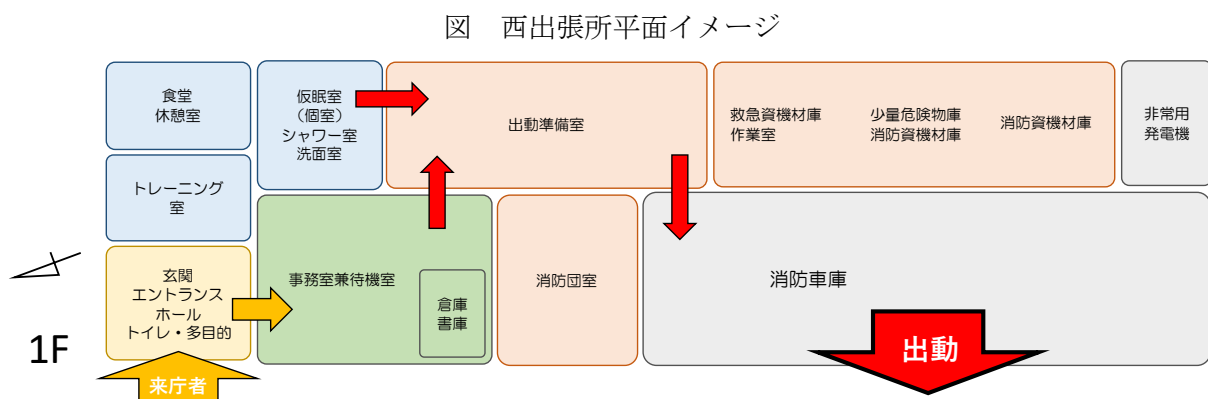 図　西出張所平面イメージ
食堂
休憩室
仮眠室
（個室）
シャワー室
洗面室
出動準備室
救急資機材庫
作業室
少量危険物庫
消防資機材庫
消防資機材庫
非常用
発電機
トレーニング
室
玄関
エントランス
ホール
トイレ・多目的
事務室兼待機室
倉庫
書庫
消防団室
消防車庫
1F
来庁者
出動